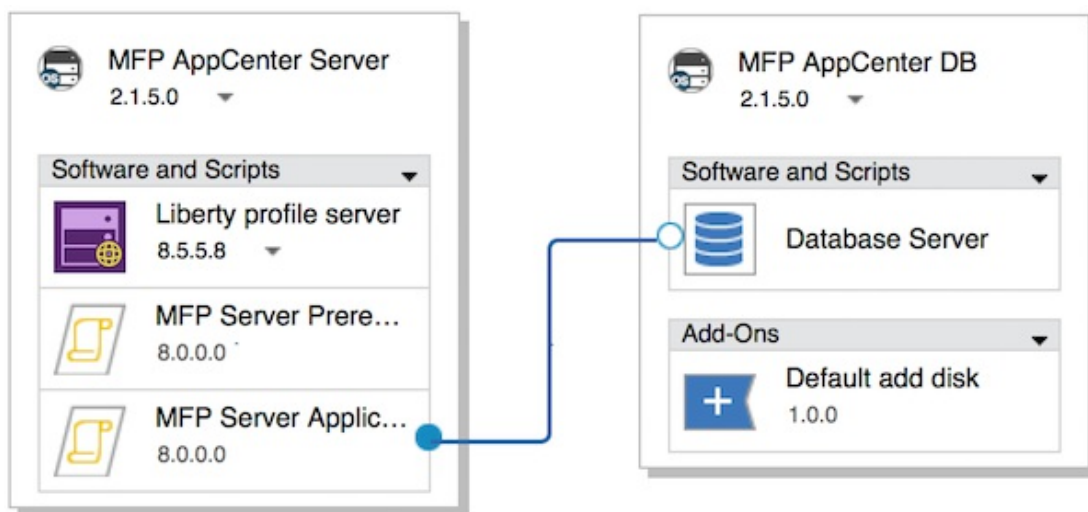 MFP AppCenter Server
2.1.5.0
Software and Scripts
Liberty profile server
8.5.5.8
MFP Server Prere...
8.0.0.0
MFP Server Applic...
8.0.0.0
MFP AppCenter DB
2.1.5.0
Software and Scripts
Database Server
Add-Ons
Default add disk
1.0.0